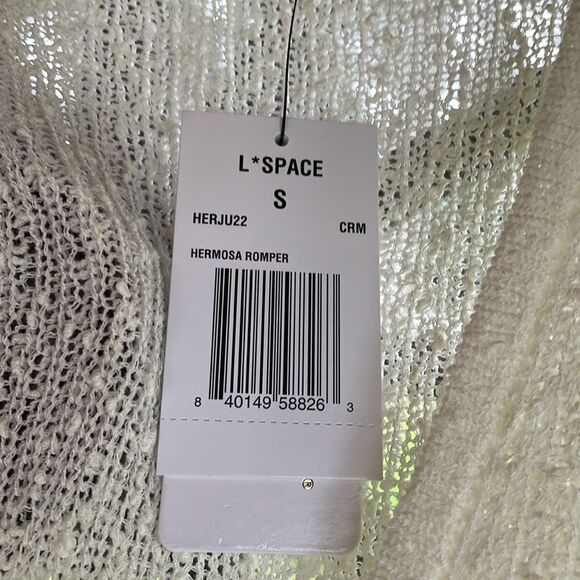 L*SPACE
S
HERJU22 CRM
HERMOSA ROMPER
8 40149 58826 3